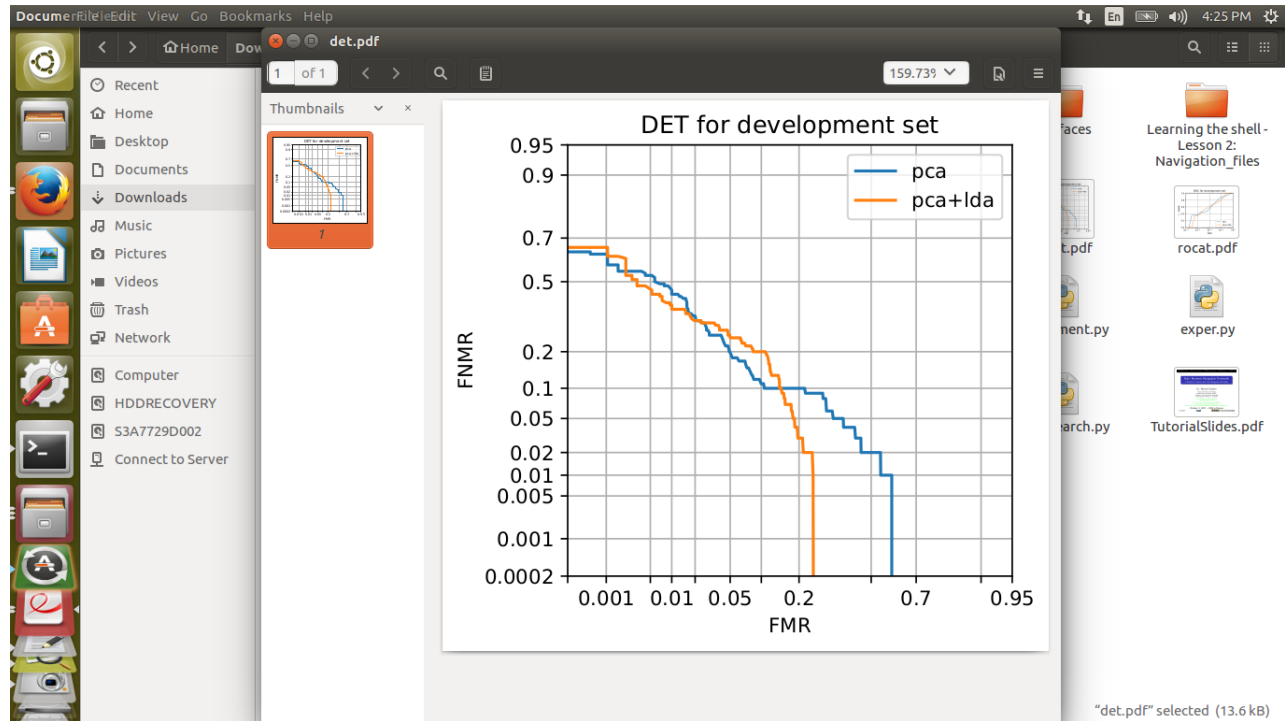 DocumenFileViewEdit View Go Bookmarks Help
En
4:25 PM
Home Dow
det.pdf
1 of 1
159.73%
Recent
Home
Desktop
Documents
Downloads
Music
Pictures
Videos
Trash
Network
Computer
HDDRECOVERY
S3A7729D002
Connect to Server
Thumbnails
1
DET for development set
pca
pca+lda
0.95
0.9
0.7
0.5
0.2
0.1
0.05
0.02
0.01
0.005
0.001
0.0002
FNMR
0.001 0.01 0.05 0.2 0.7 0.95
FMR
faces
Learning the shell -
Lesson 2:
Navigation_files
t.pdf
rocat.pdf
ment.py
exper.py
earch.py
TutorialSlides.pdf
"det.pdf" selected (13.6 kB)